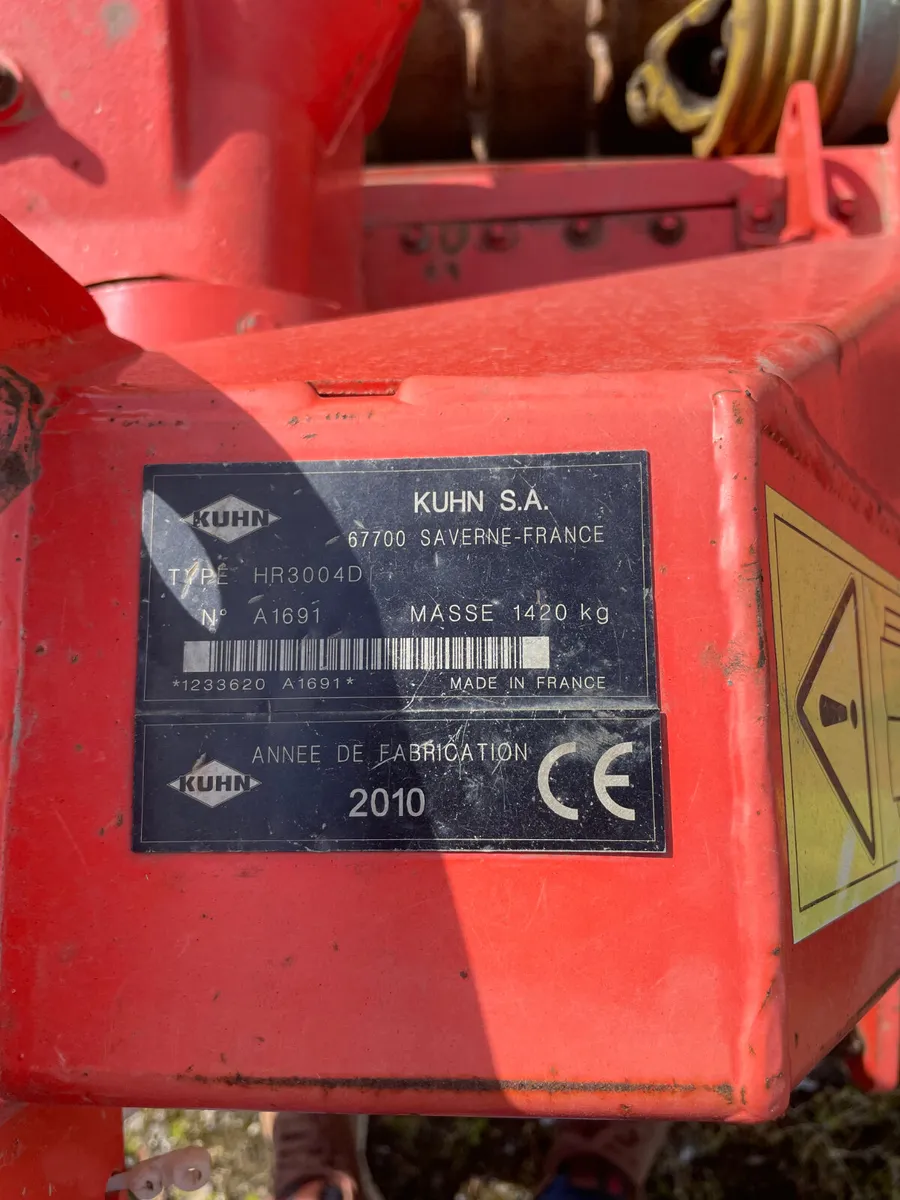 KUHN
KUHN S.A.
67700 SAVERNE-FRANCE
TYPE HR3004D
N° A1691 MASSE 1420 kg
*1233620 A1691* MADE IN FRANCE
KUHN
ANNEE DE FABRICATION
2010
CE